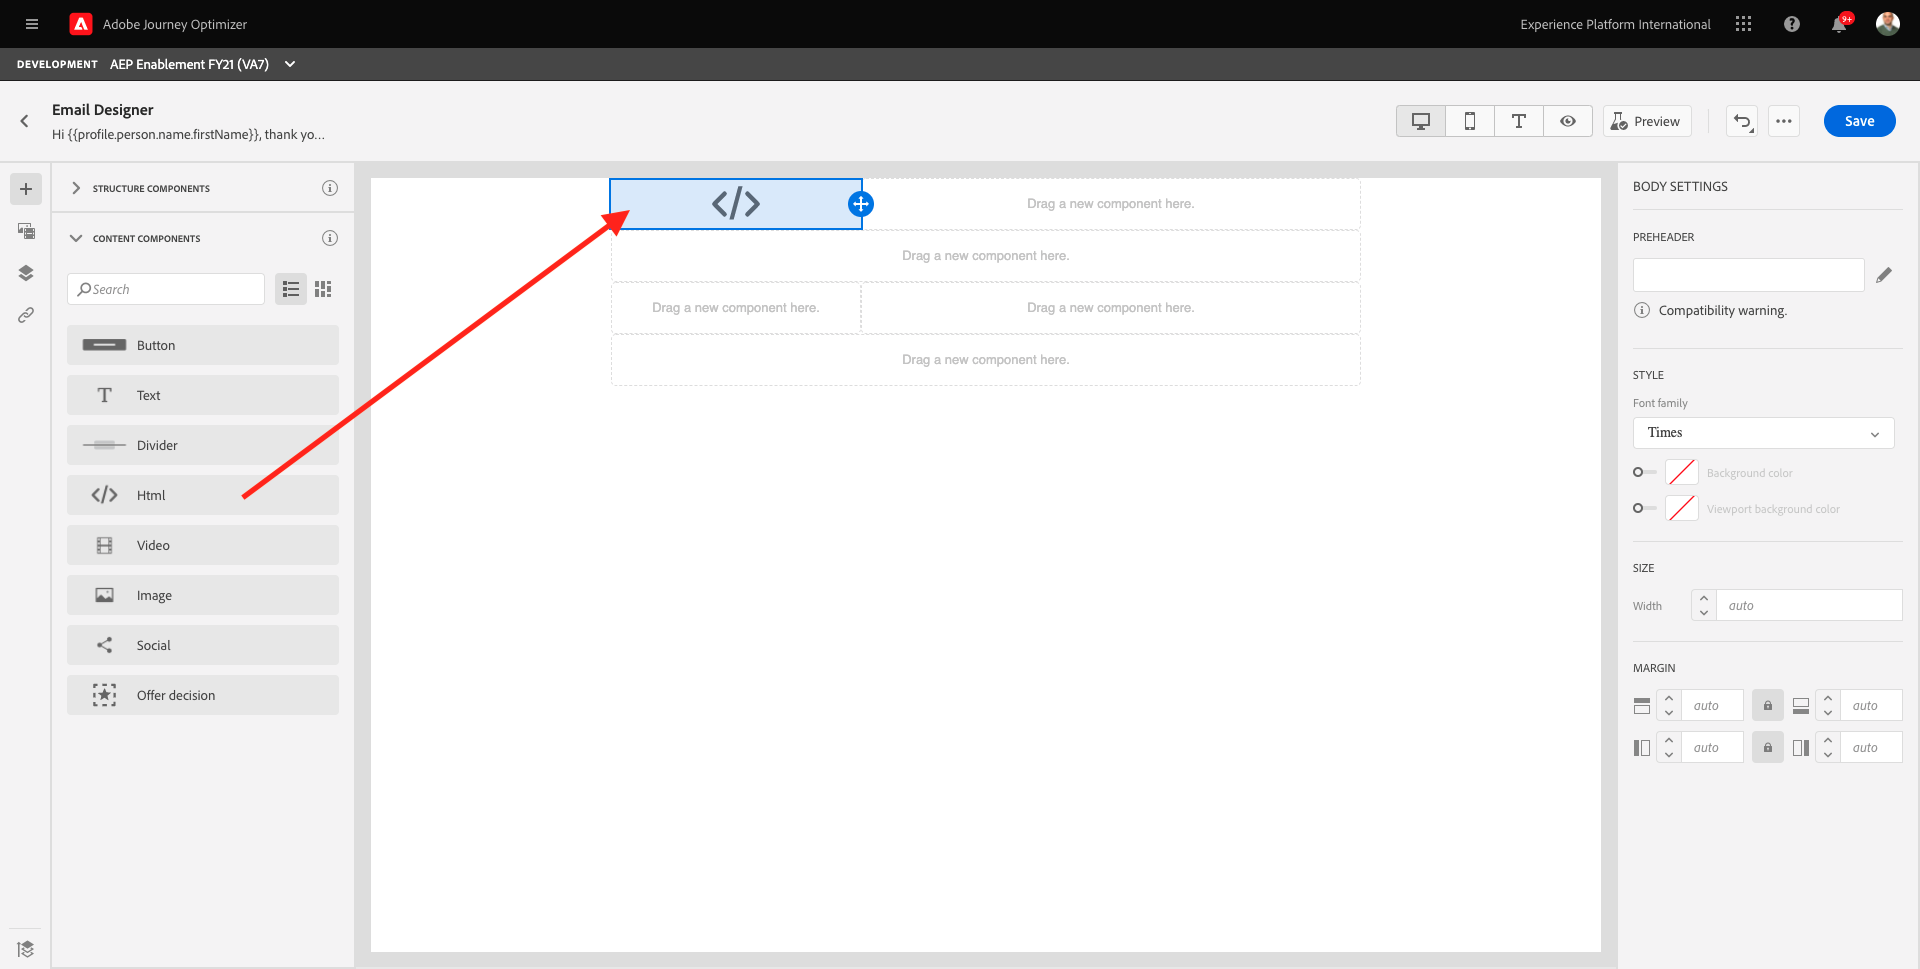 Adobe Journey Optimizer
Experience Platform International
9+
DEVELOPMENT AEP Enablement FY21 (VA7)
Email Designer
Hi {{profile.person.name.firstName}}, thank yo...
Preview
Save
STRUCTURE COMPONENTS
CONTENT COMPONENTS
Search
Button
Text
Divider
Html
Video
Image
Social
Offer decision
Drag a new component here.
Drag a new component here.
Drag a new component here.
Drag a new component here.
Drag a new component here.
BODY SETTINGS
PREHEADER
Compatibility warning.
STYLE
Font family
Times
Background color
Viewport background color
SIZE
Width auto
MARGIN
auto auto
auto auto